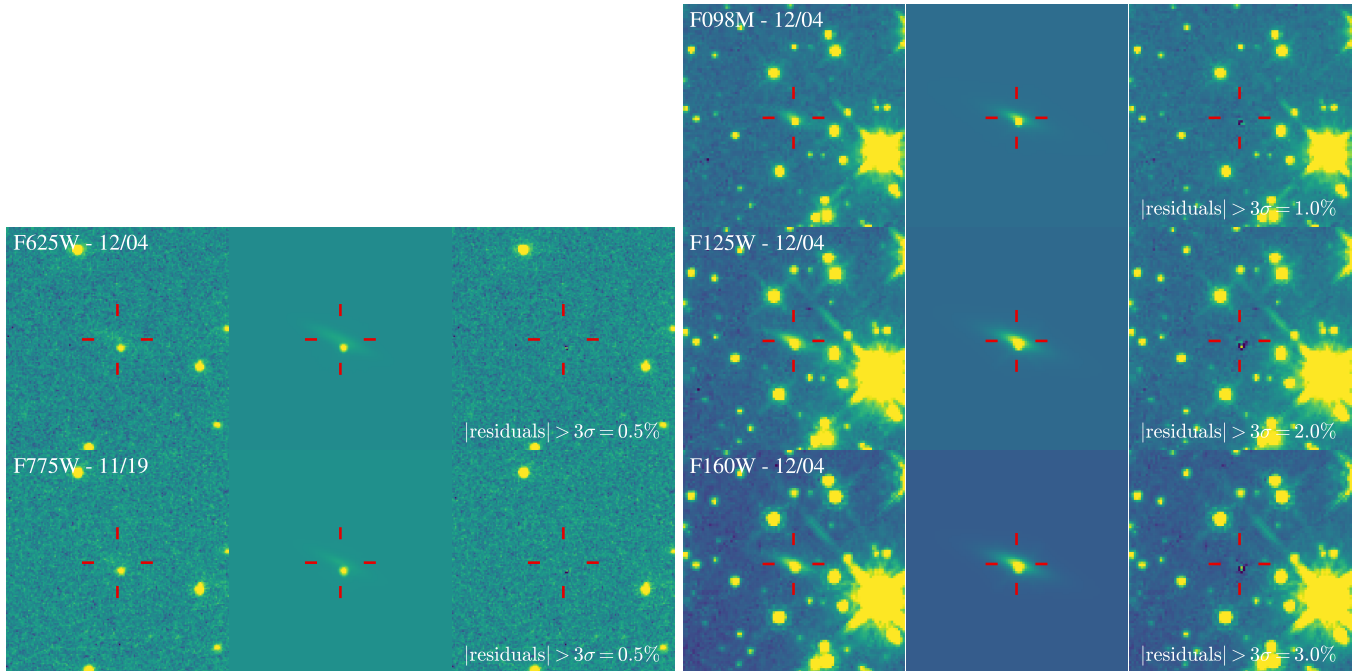 F098M - 12/04
|residuals| > 3σ = 1.0%
F625W - 12/04
|residuals| > 3σ = 0.5%
F125W - 12/04
|residuals| > 3σ = 2.0%
F775W - 11/19
|residuals| > 3σ = 0.5%
F160W - 12/04
|residuals| > 3σ = 3.0%